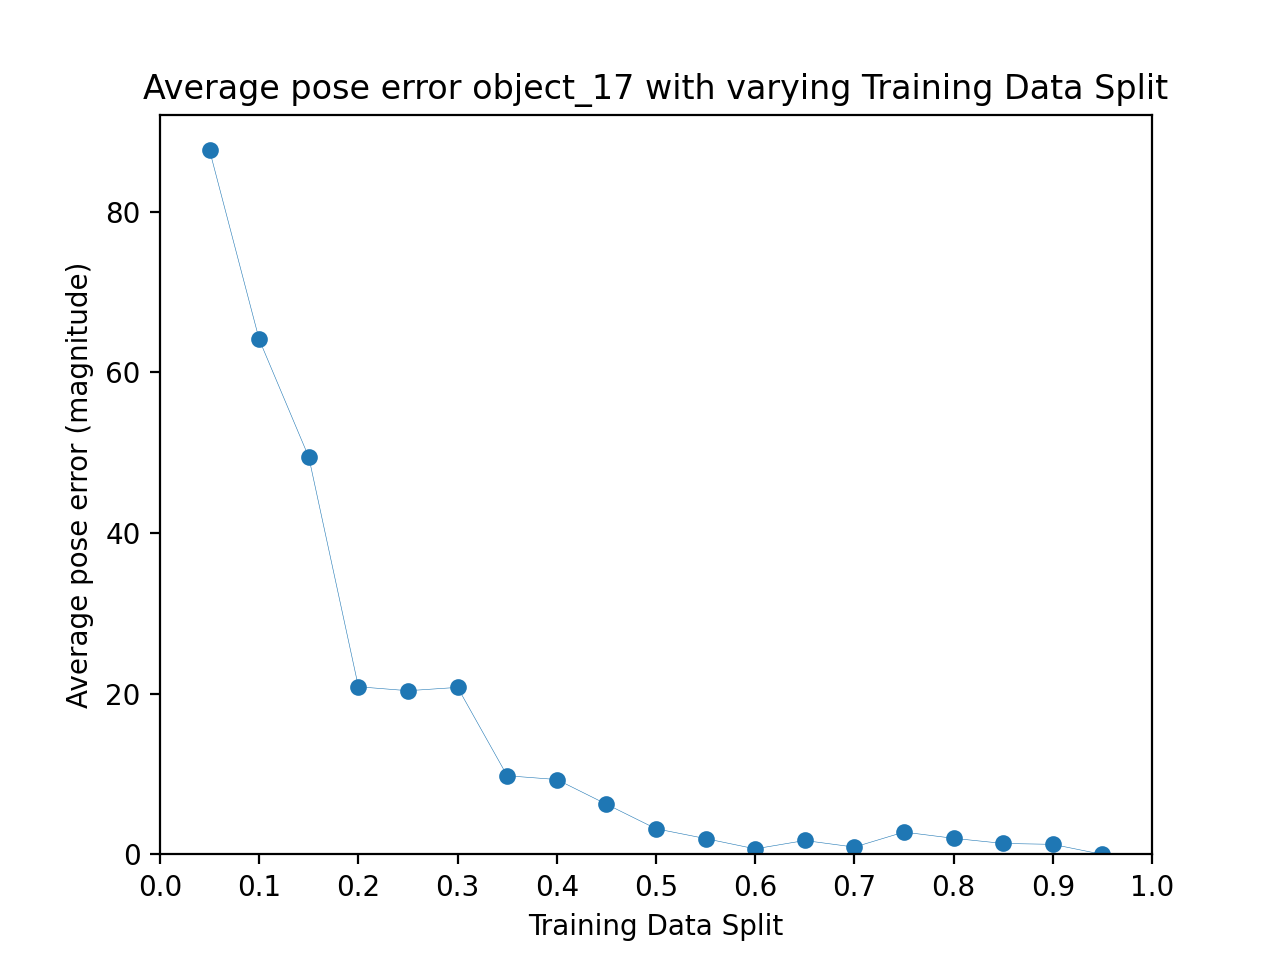 Average pose error object_17 with varying Training Data Split
Average pose error (magnitude)
80
60
40
20
0
0.0 0.1 0.2 0.3 0.4 0.5 0.6 0.7 0.8 0.9 1.0
Training Data Split